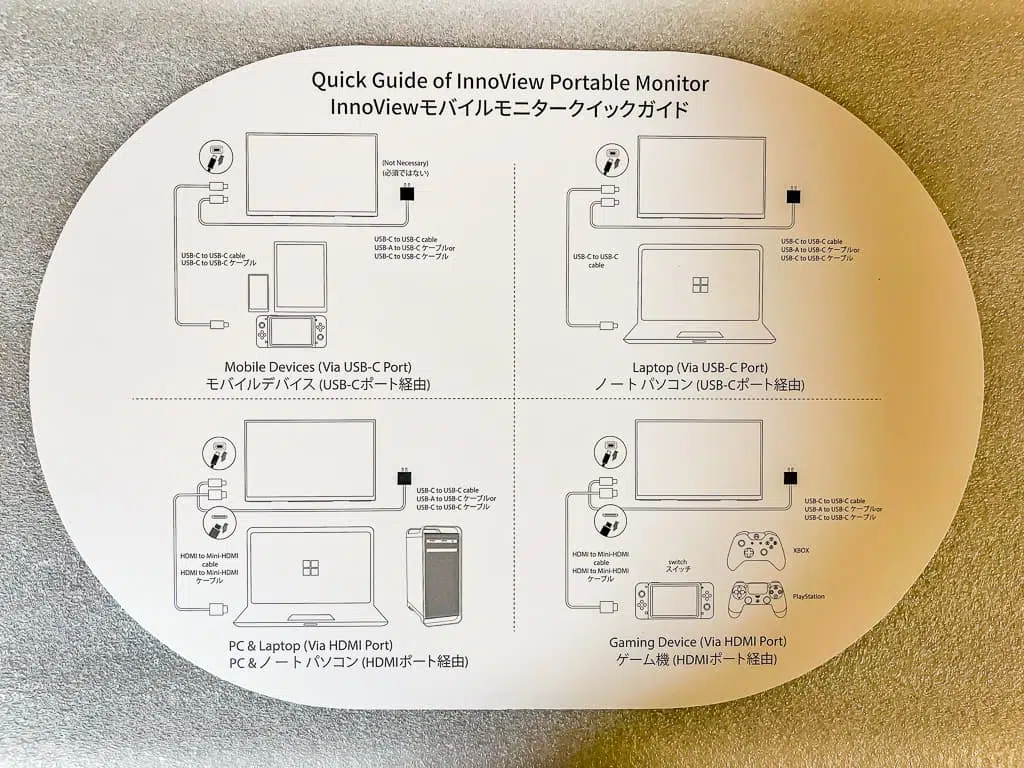 Quick Guide of InnoView Portable Monitor
InnoViewモバイルモニタークイックガイド
(Not Necessary)
(必須ではない)
USB-C to USB-C cable
USB-A to USB-C ケーブルor
USB-C to USB-C ケーブル
USB-C to USB-C cable
USB-C to USB-C ケーブル
Mobile Devices (Via USB-C Port)
モバイルデバイス (USB-Cポート経由)
USB-C to USB-C cable
USB-A to USB-C ケーブルor
USB-C to USB-C ケーブル
USB-C to USB-C
cable
Laptop (Via USB-C Port)
ノート パソコン (USB-Cポート経由)
USB-C to USB-C cable
USB-A to USB-C ケーブルor
USB-C to USB-C ケーブル
HDMI to Mini-HDMI
cable
HDMI to Mini-HDMI
ケーブル
PC & Laptop (Via HDMI Port)
PC & ノート パソコン (HDMIポート経由)
USB-C to USB-C cable
USB-A to USB-C ケーブルor
USB-C to USB-C ケーブル
HDMI to Mini-HDMI
cable
HDMI to Mini-HDMI
ケーブル
switch
スイッチ
XBOX
PlayStation
Gaming Device (Via HDMI Port)
ゲーム機 (HDMIポート経由)